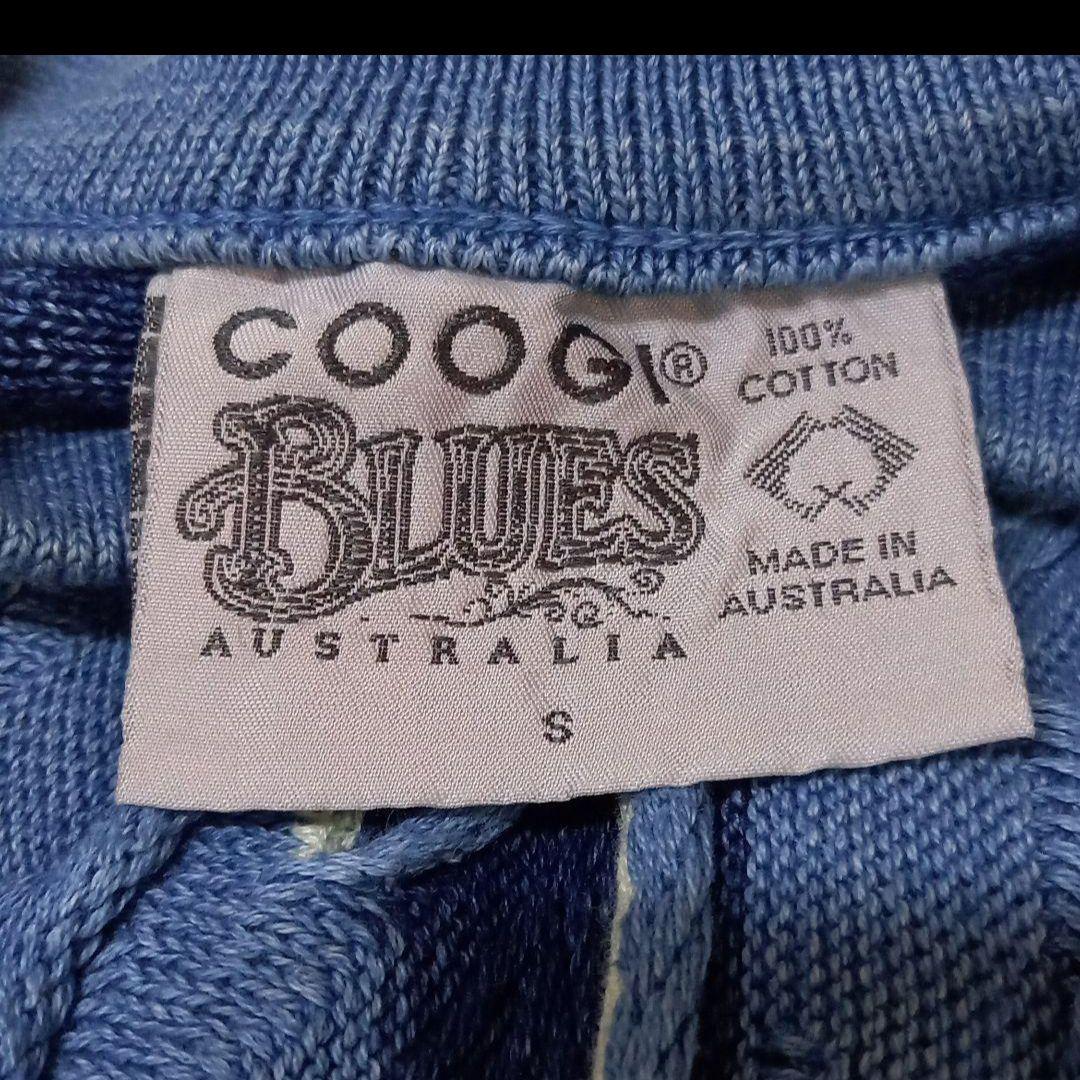 COOGI®
BLUES
AUSTRALIA
S
100%
COTTON
MADE IN
AUSTRALIA